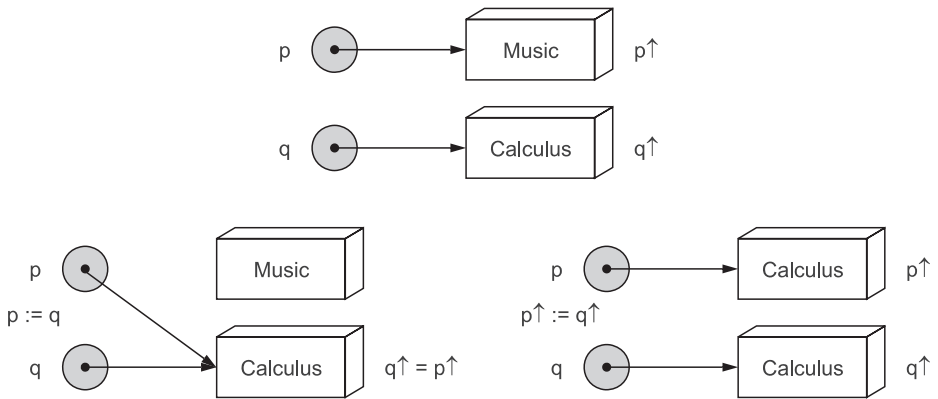 p Music p↑
q Calculus q↑
p Music
p := q
q Calculus q↑ = p↑
p Calculus p↑
p↑ := q↑
q Calculus q↑